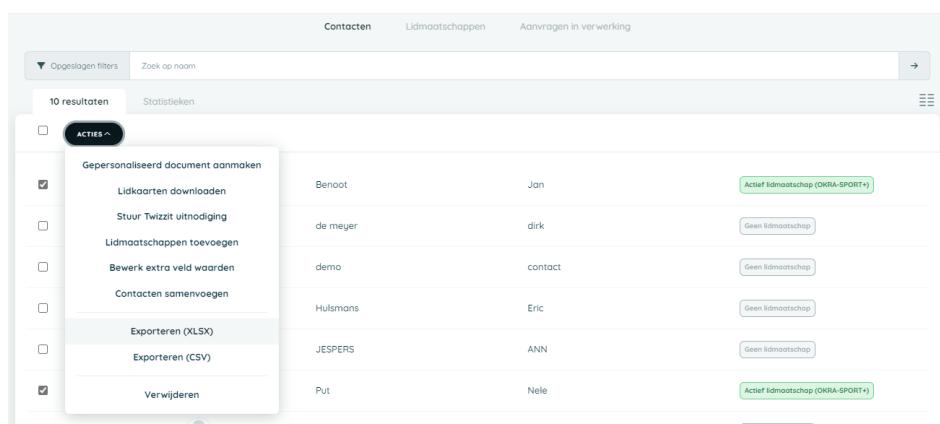 Contacten Lidmaatschappen Aanvragen in verwerking
Opgeslagen filters Zoek op naam
10 resultaten Statistieken
ACTIES
Gepersonaliseerd document aanmaken
Benoot Jan Actief lidmaatschap (OKRA-SPORT+)
Lidkaarten downloaden
Stuur Twizzit uitnodiging
de meyer dirk Geen lidmaatschap
Lidmaatschappen toevoegen
Bewerk extra veld waarden
demo contact Geen lidmaatschap
Contacten samenvoegen
Hulsmans Eric Geen lidmaatschap
Exporteren (XLSX)
JESPERS ANN Geen lidmaatschap
Exporteren (CSV)
Verwijderen
Put Nele Actief lidmaatschap (OKRA-SPORT+)